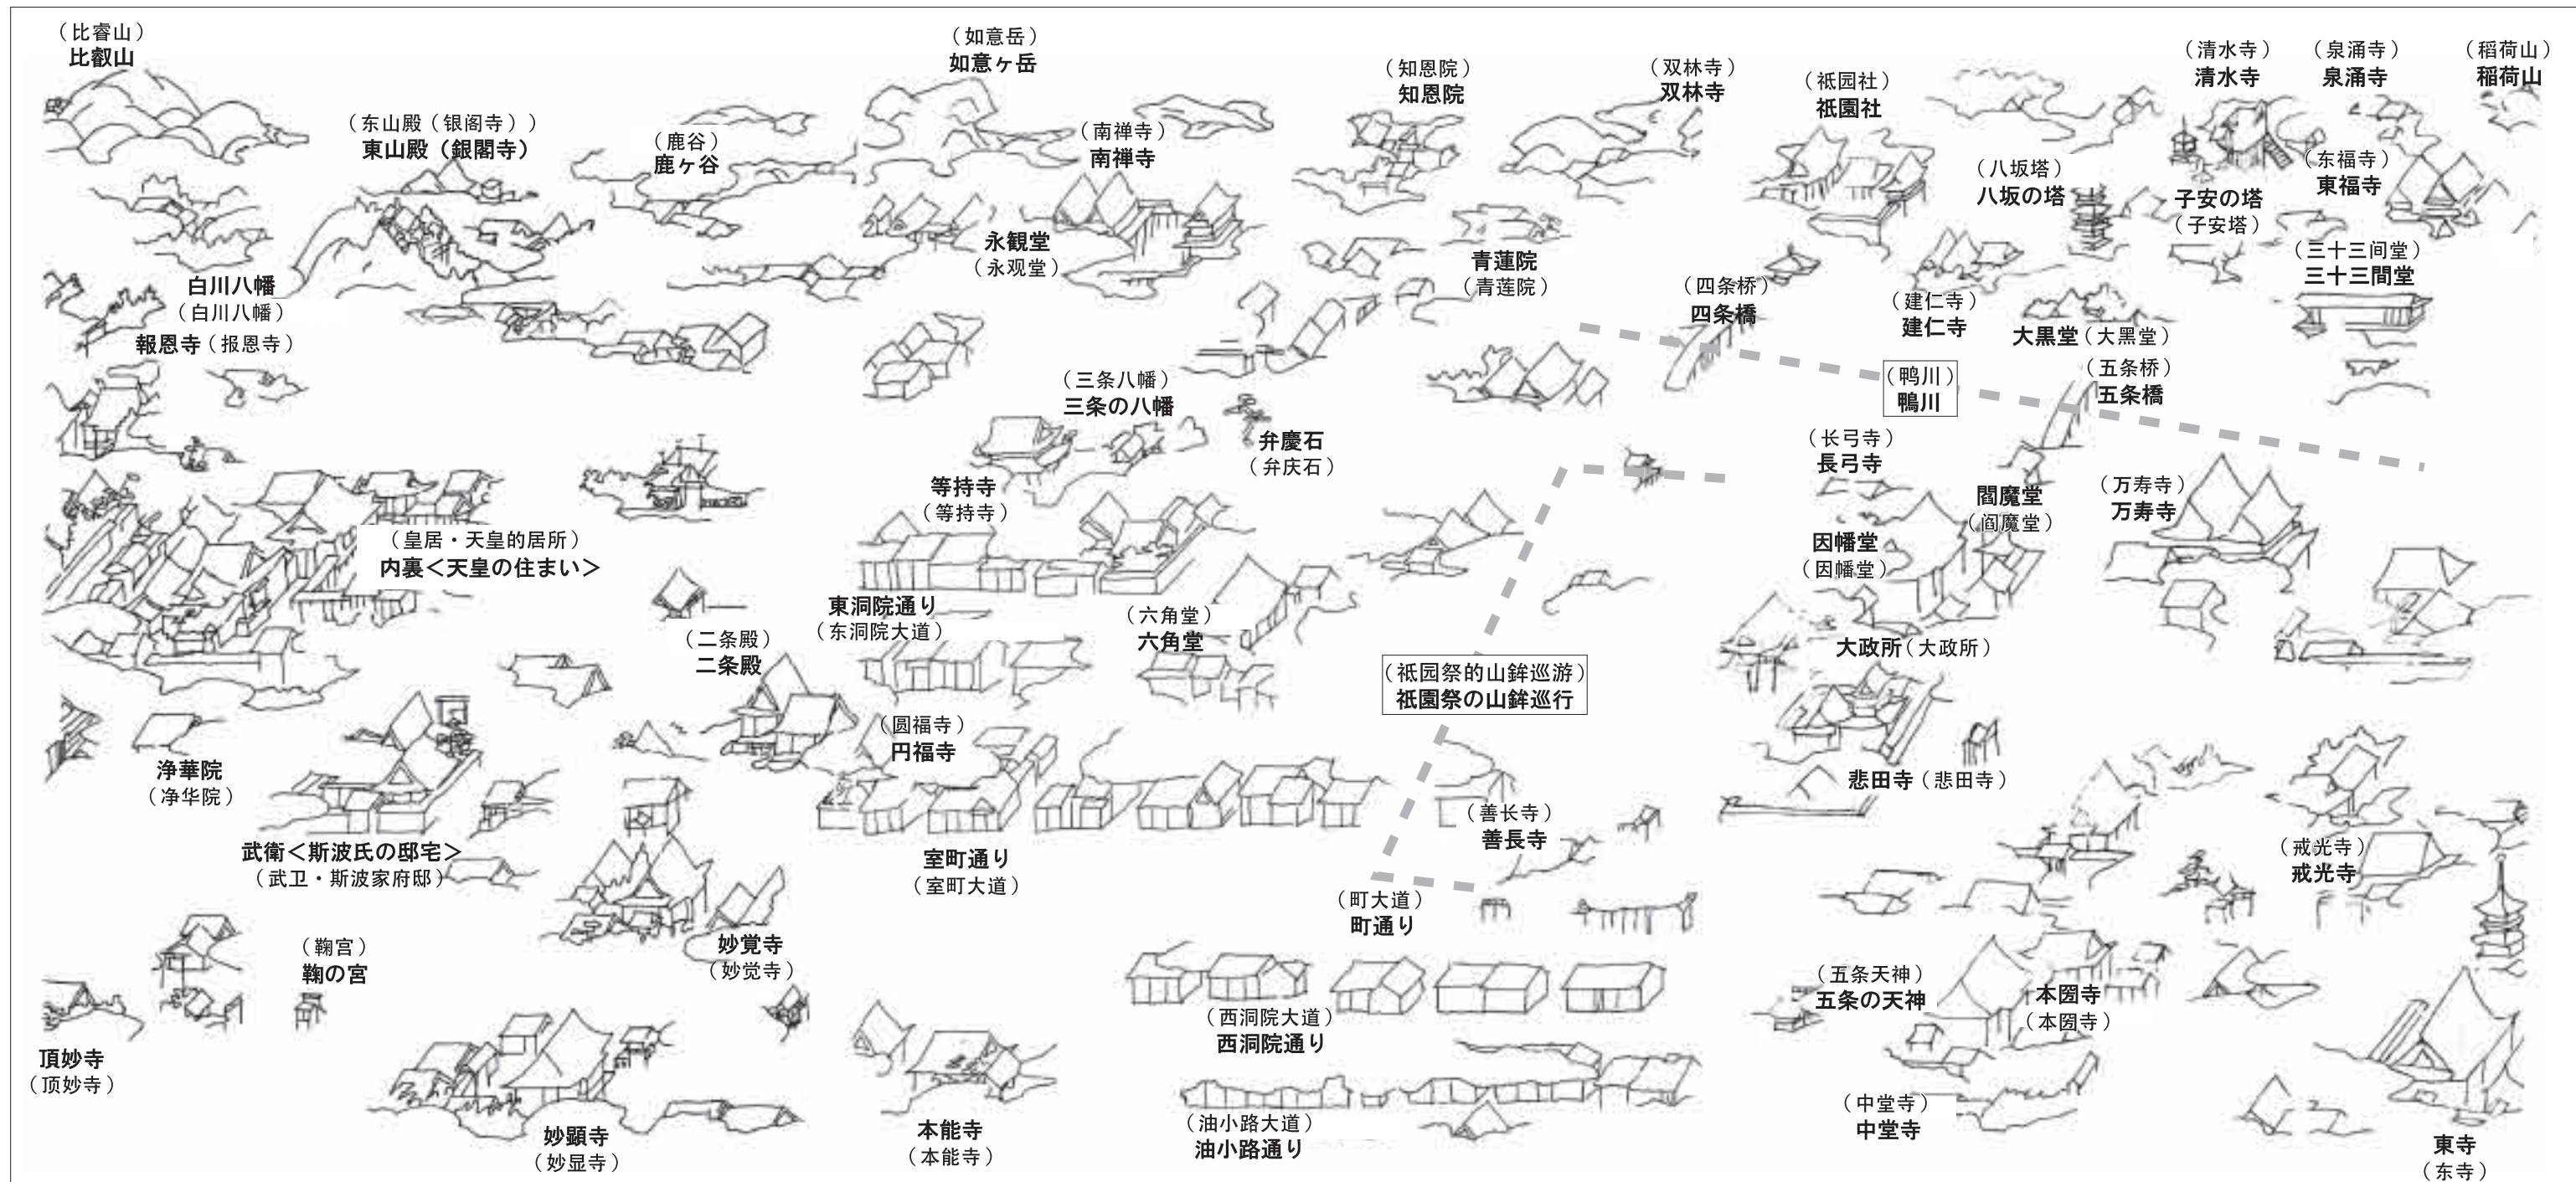 （比睿山）
比叡山
（如意岳）
如意ヶ岳
（知恩院）
知恩院
（双林寺）
双林寺
（祇园社）
祇園社
（清水寺）
清水寺
（泉涌寺）
泉涌寺
（稻荷山）
稲荷山
（东山殿（银阁寺））
東山殿（銀閣寺）
（鹿谷）
鹿ヶ谷
（南禅寺）
南禅寺
（八坂塔）
八坂の塔
子安の塔
（子安塔）
（东福寺）
東福寺
永観堂
（永观堂）
青蓮院
（青莲院）
（三十三间堂）
三十三間堂
白川八幡
（白川八幡）
（四条桥）
四条橋
（建仁寺）
建仁寺
大黒堂（大黑堂）
報恩寺（报恩寺）
（三条八幡）
三条の八幡
（鸭川）
鴨川
（五条桥）
五条橋
弁慶石
（弁庆石）
（长弓寺）
長弓寺
等持寺
（等持寺）
閻魔堂
（阎魔堂）
（万寿寺）
万寿寺
（皇居・天皇的居所）
内裏＜天皇の住まい＞
因幡堂
（因幡堂）
東洞院通り
（东洞院大道）
（六角堂）
六角堂
（二条殿）
二条殿
大政所（大政所）
（祇园祭的山鉾巡游）
祇園祭の山鉾巡行
（圆福寺）
円福寺
浄華院
（净华院）
悲田寺（悲田寺）
（善长寺）
善長寺
武衛＜斯波氏の邸宅＞
（武卫・斯波家府邸）
室町通り
（室町大道）
（戒光寺）
戒光寺
（町大道）
町通り
（鞠宫）
鞠の宮
妙覚寺
（妙觉寺）
（五条天神）
五条の天神
本圀寺
（本圀寺）
（西洞院大道）
西洞院通り
頂妙寺
（顶妙寺）
妙顕寺
（妙显寺）
本能寺
（本能寺）
（油小路大道）
油小路通り
（中堂寺）
中堂寺
東寺
（东寺）